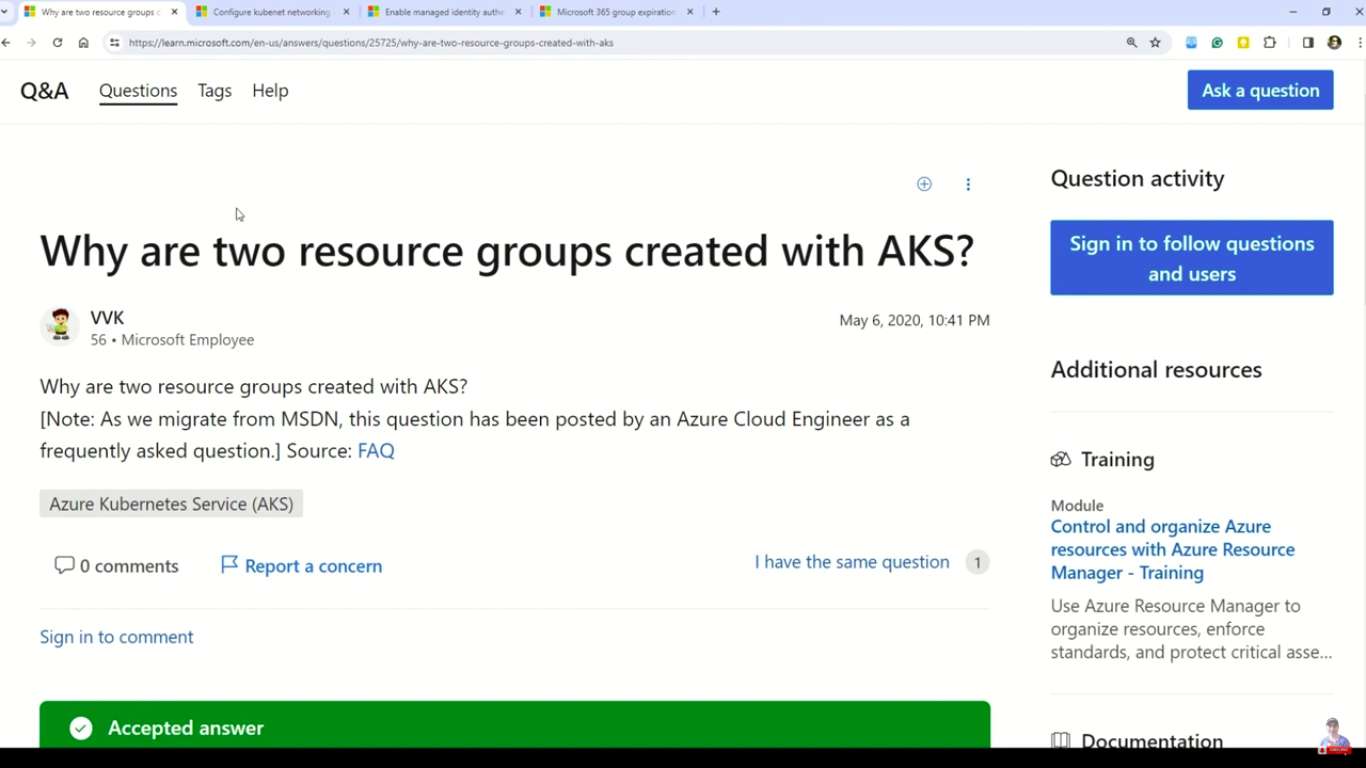 Why are two resource groups c
Configure kubenet networking
Enable managed identity authe
Microsoft 365 group expiration
https://learn.microsoft.com/en-us/answers/questions/25725/why-are-two-resource-groups-created-with-aks
Q&A Questions Tags Help Ask a question
Question activity
Sign in to follow questions
and users
Why are two resource groups created with AKS?
VVK
56 • Microsoft Employee
May 6, 2020, 10:41 PM
Why are two resource groups created with AKS?
[Note: As we migrate from MSDN, this question has been posted by an Azure Cloud Engineer as a
frequently asked question.] Source: FAQ
Azure Kubernetes Service (AKS)
0 comments Report a concern I have the same question 1
Sign in to comment
Accepted answer
Additional resources
Training
Module
Control and organize Azure
resources with Azure Resource
Manager - Training
Use Azure Resource Manager to
organize resources, enforce
standards, and protect critical asse...
Documentation